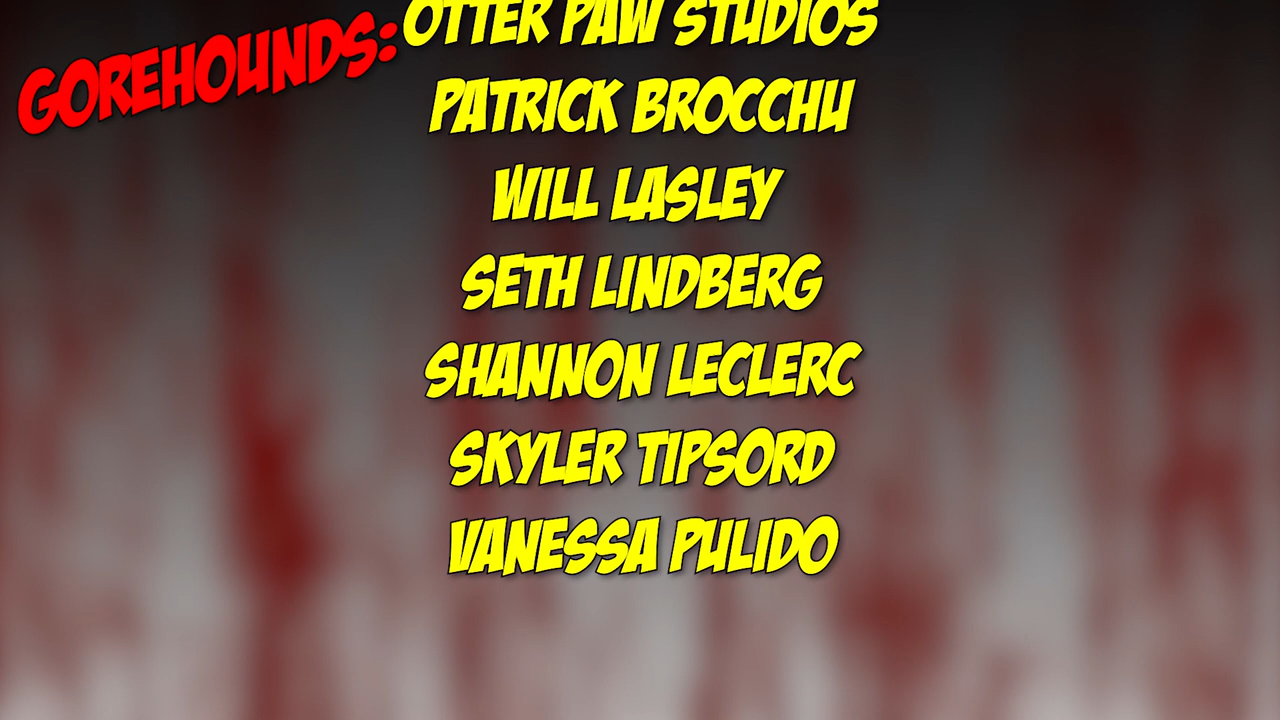 GOREHOUNDS:
OTTER PAW STUDIOS
PATRICK BROCCHU
WILL LASLEY
SETH LINDBERG
SHANNON LECLERC
SKYLER TIPSORD
VANESSA PULIDO